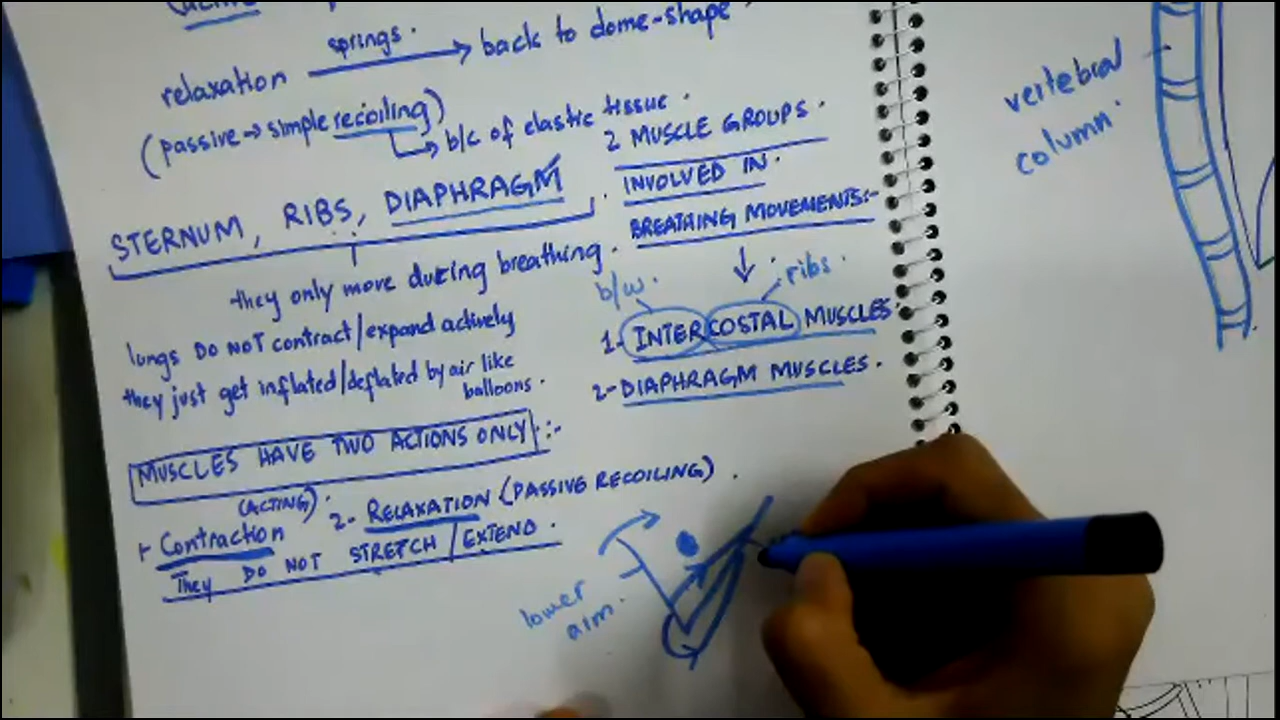 springs.
relaxation → back to dome-shape
(passive → simple recoiling)
↳ b/c of elastic tissue.
STERNUM, RIBS, DIAPHRAGM.
they only move during breathing.
lungs DO NOT contract/expand actively
they just get inflated/deflated by air like
balloons.
MUSCLES HAVE TWO ACTIONS ONLY:-
(ACTING).
1- Contraction 2- RELAXATION (PASSIVE RECOILING).
They DO NOT STRETCH/EXTEND.
lower
arm.
2 MUSCLE GROUPS.
INVOLVED IN.
BREATHING MOVEMENTS:-
b/w. ribs.
1- INTERCOSTAL MUSCLES.
2- DIAPHRAGM MUSCLES.
vertebral
column.